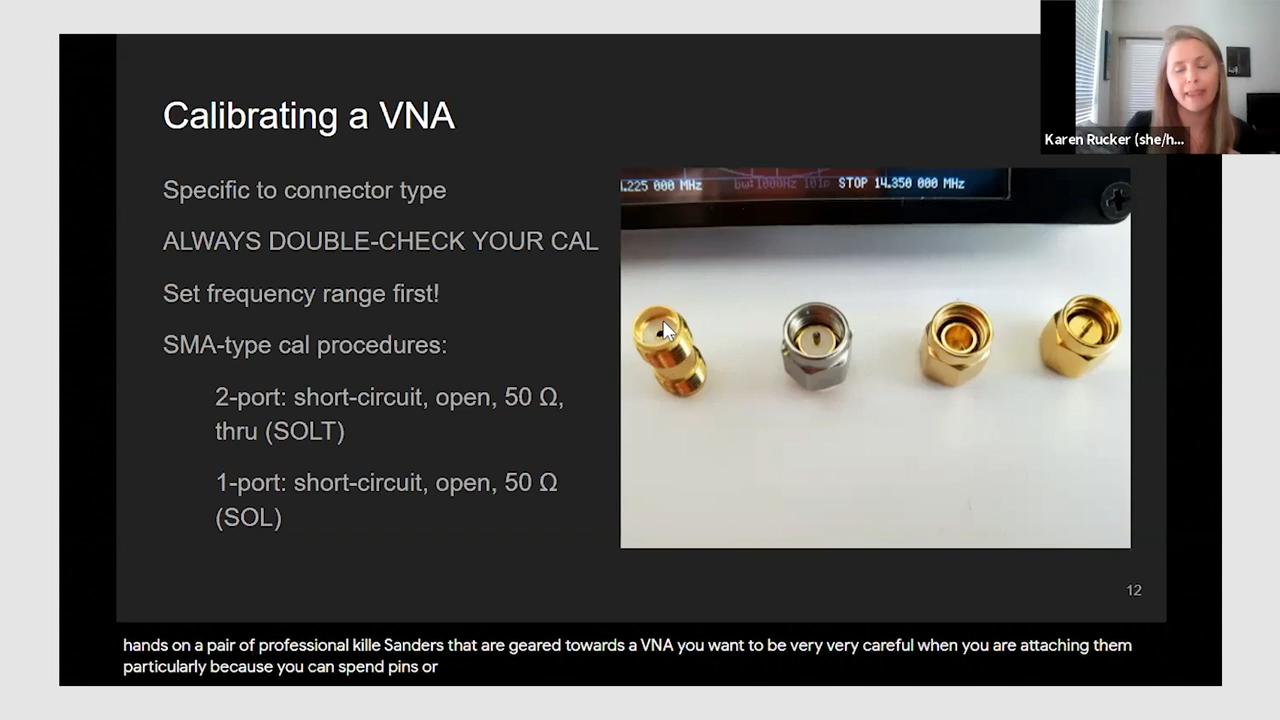 Calibrating a VNA
Karen Rucker (she/h...
Specific to connector type
ALWAYS DOUBLE-CHECK YOUR CAL
Set frequency range first!
SMA-type cal procedures:
2-port: short-circuit, open, 50 Ω,
thru (SOLT)
1-port: short-circuit, open, 50 Ω
(SOL)
.225 000 MHz bw:1000Hz 101p STOP 14.350 000 MHz
12
hands on a pair of professional kille Sanders that are geared towards a VNA you want to be very very careful when you are attaching them
particularly because you can spend pins or